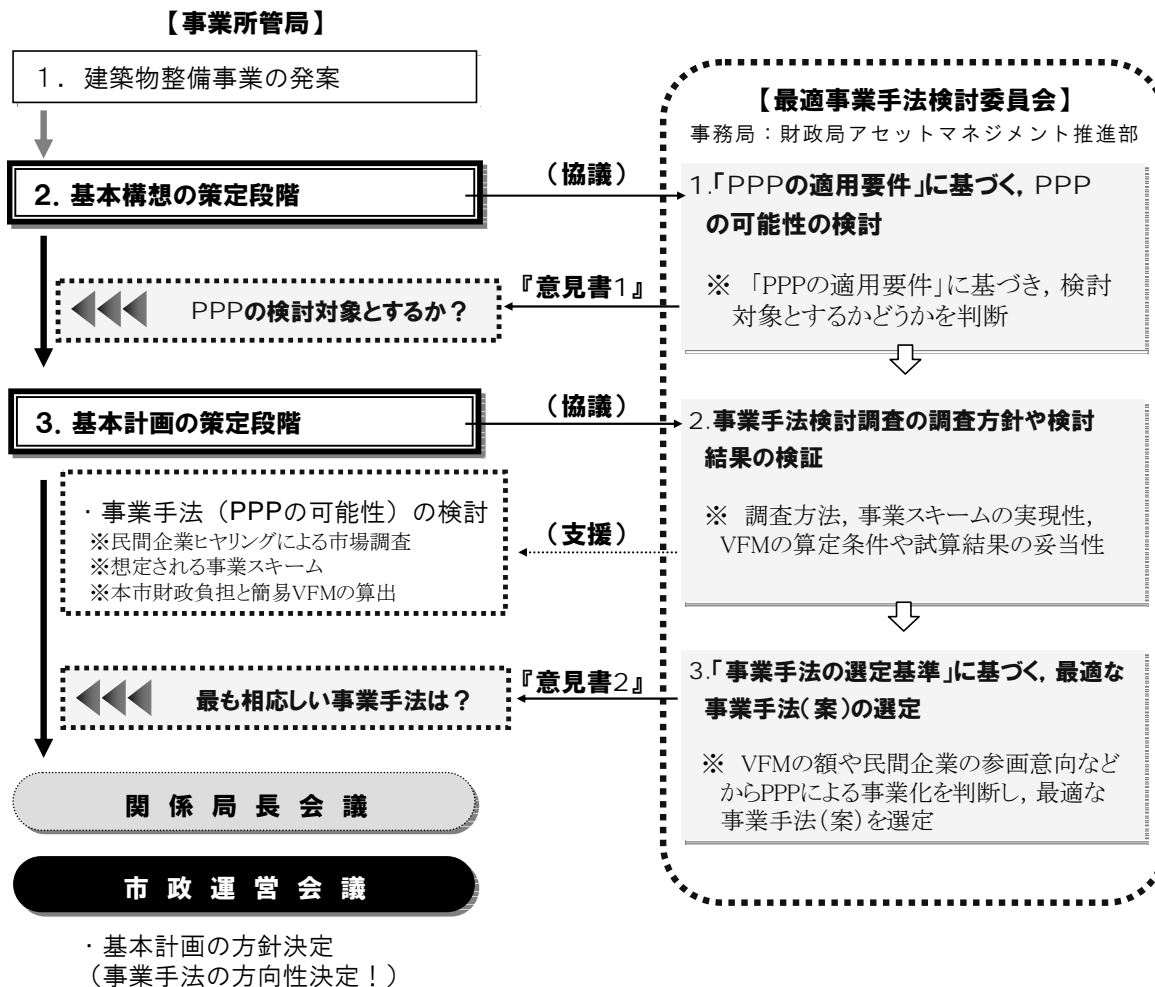 【事業所管局】
１．建築物整備事業の発案
2. 基本構想の策定段階
（協議）
『意見書1』
PPPの検討対象とするか？
3. 基本計画の策定段階
（協議）
・事業手法（PPPの可能性）の検討
※民間企業ヒヤリングによる市場調査
※想定される事業スキーム
※本市財政負担と簡易VFMの算出
（支援）
『意見書2』
最も相応しい事業手法は？
関係局長会議
市政運営会議
・基本計画の方針決定
（事業手法の方向性決定！）
【最適事業手法検討委員会】
事務局：財政局アセットマネジメント推進部
1.「PPPの適用要件」に基づく，PPP
の可能性の検討
※ 「PPPの適用要件」に基づき，検討
対象とするかどうかを判断
2.事業手法検討調査の調査方針や検討
結果の検証
※ 調査方法，事業スキームの実現性，
VFMの算定条件や試算結果の妥当性
3.「事業手法の選定基準」に基づく，最適な
事業手法（案）の選定
※ VFMの額や民間企業の参画意向など
からPPPによる事業化を判断し，最適な
事業手法（案）を選定